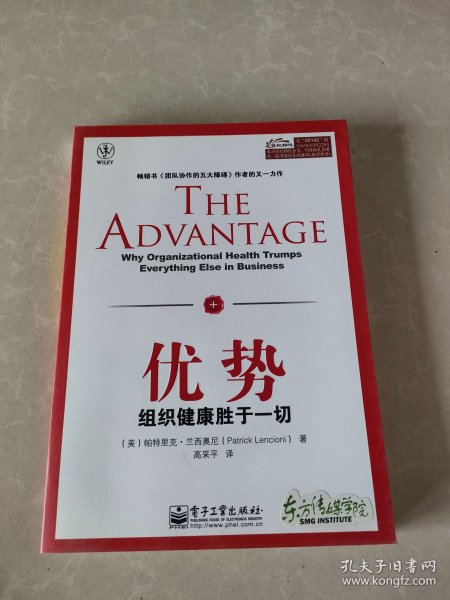 WILEY
畅销书《团队协作的五大障碍》作者的又一力作
THE
ADVANTAGE
Why Organizational Health Trumps
Everything Else in Business
优势
组织健康胜于一切
（美）帕特里克·兰西奥尼（Patrick Lencioni） 著
高采平 译
电子工业出版社
PUBLISHING HOUSE OF ELECTRONICS INDUSTRY
http://www.phei.com.cn
东方传媒学院
SMG INSTITUTE
孔夫子旧书网
www.kongfz.com